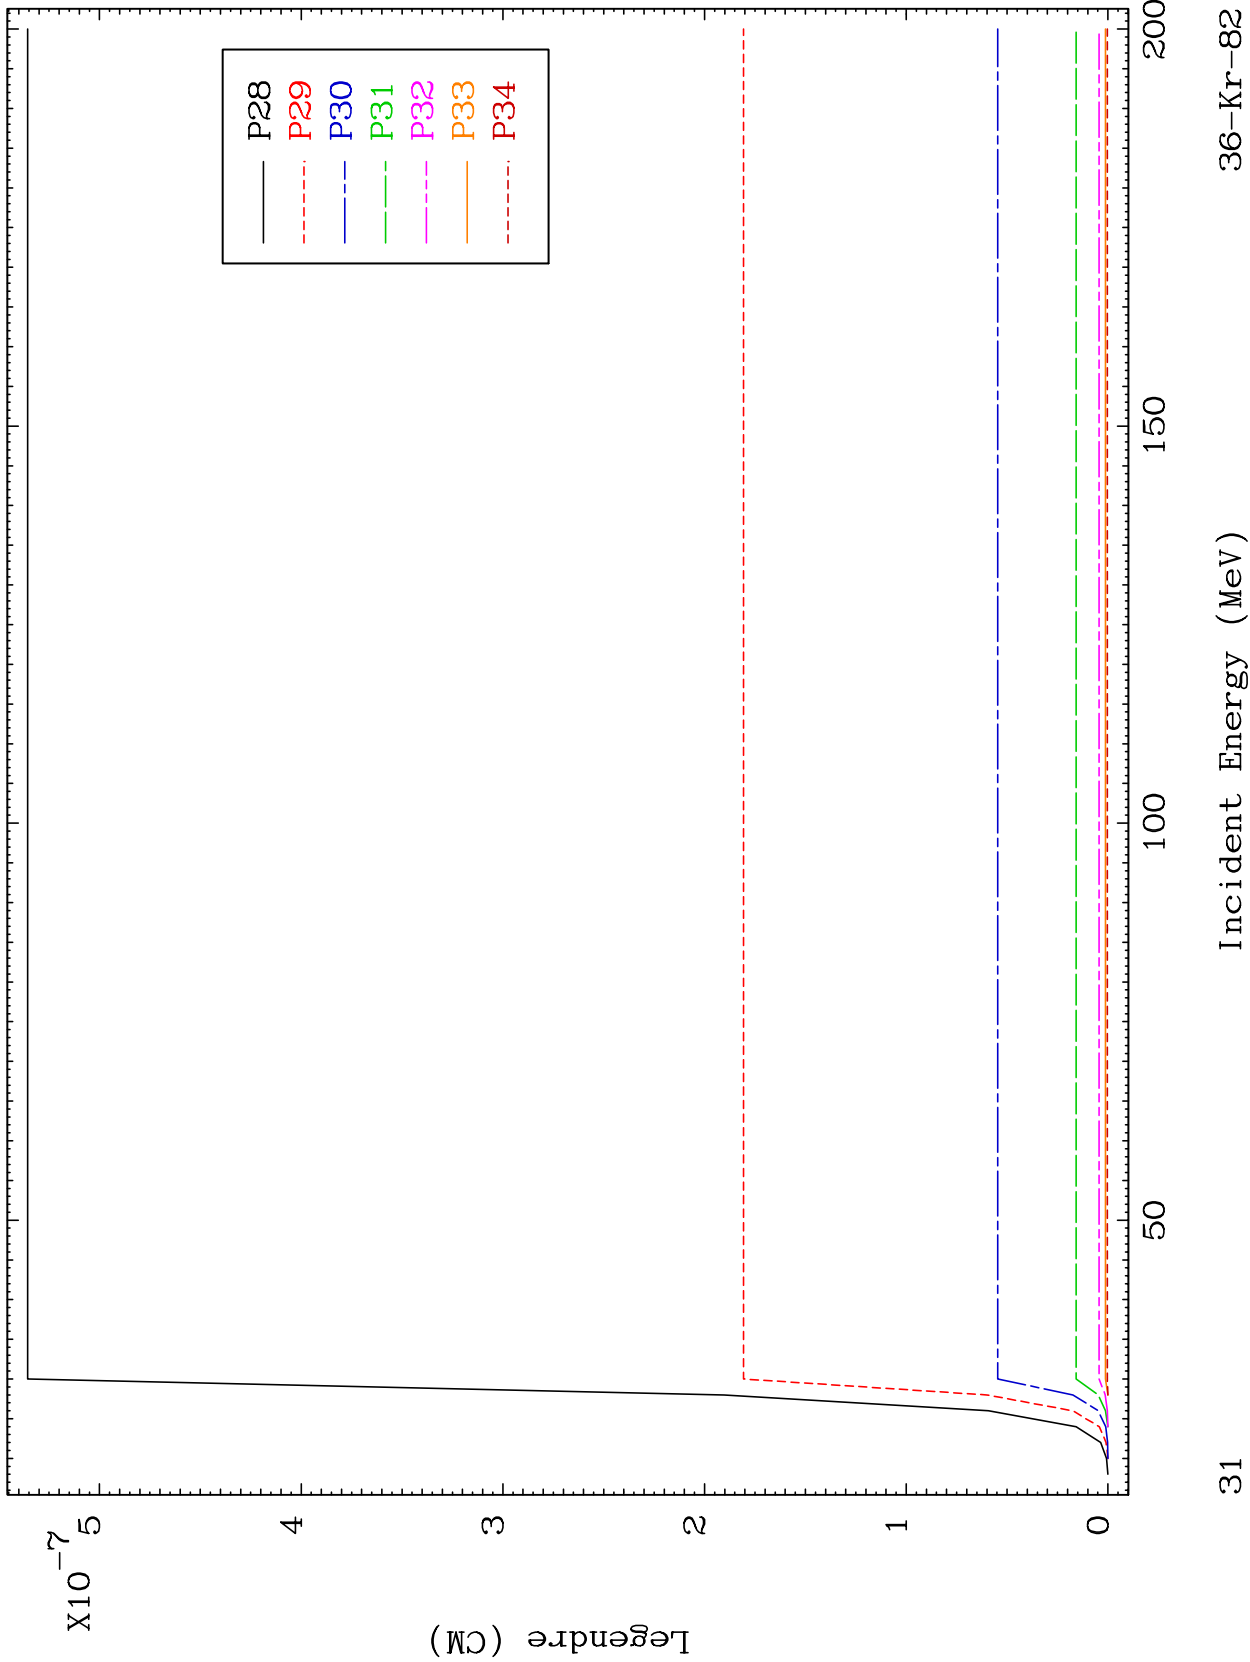 X10-7
5
4
3
2
1
0
Legendre (CM)
P28
P29
P30
P31
P32
P33
P34
50
100
150
200
Incident Energy (MeV)
31
36-Kr-82